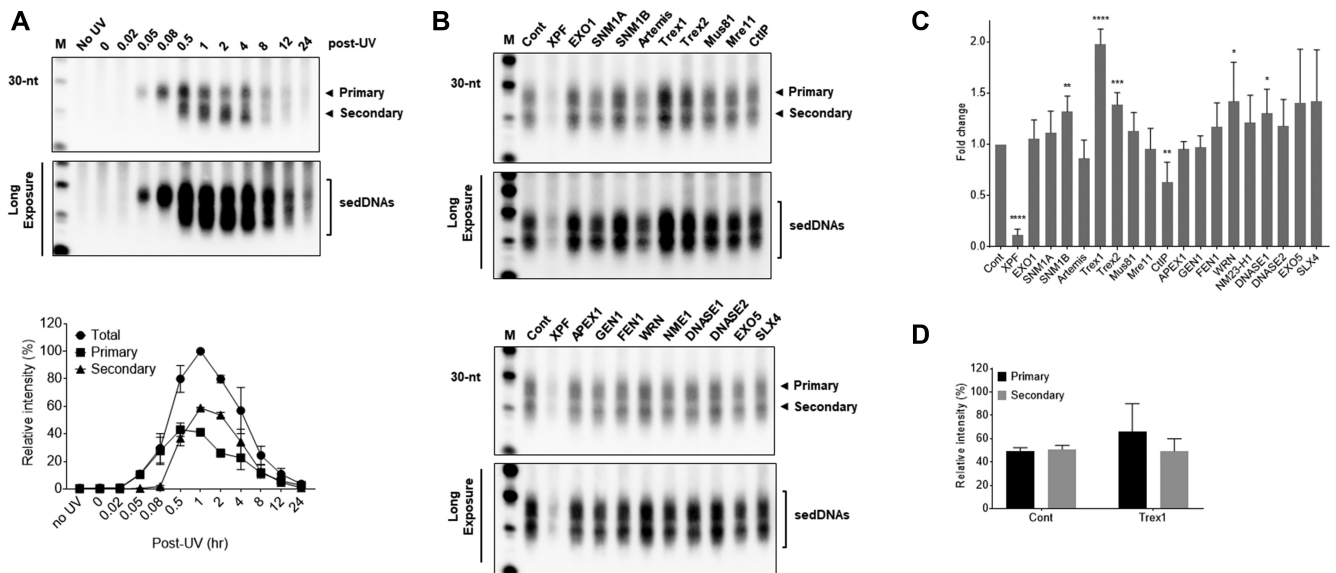 A
M No UV 0 0.02 0.05 0.08 0.5 1 2 4 8 12 24 post-UV
30-nt
Primary
Secondary
Long Exposure
sedDNAs
Total
Primary
Secondary
Relative intensity (%)
120
100
80
60
40
20
0
no UV 0 0.02 0.05 0.08 0.5 1 2 4 8 12 24
Post-UV (hr)
B
M Cont XPF EXO1 SNM1A SNM1B Artemis Trex1 Trex2 Mus81 Mre11 CtIP
30-nt
Primary
Secondary
Long Exposure
sedDNAs
M Cont XPF APEX1 GEN1 FEN1 WRN NME1 DNASE1 DNASE2 EXO5 SLX4
30-nt
Primary
Secondary
Long Exposure
sedDNAs
C
Fold change
2.0
1.5
1.0
0.5
0.0
**** ** **** *** ** * *
Cont XPF EXO1 SNM1A SNM1B Artemis Trex1 Trex2 Mus81 Mre11 CtIP APEX1 GEN1 FEN1 WRN NM23-H1 DNASE1 DNASE2 EXO5 SLX4
D
Primary
Secondary
Relative intensity (%)
120
100
80
60
40
20
0
Cont Trex1